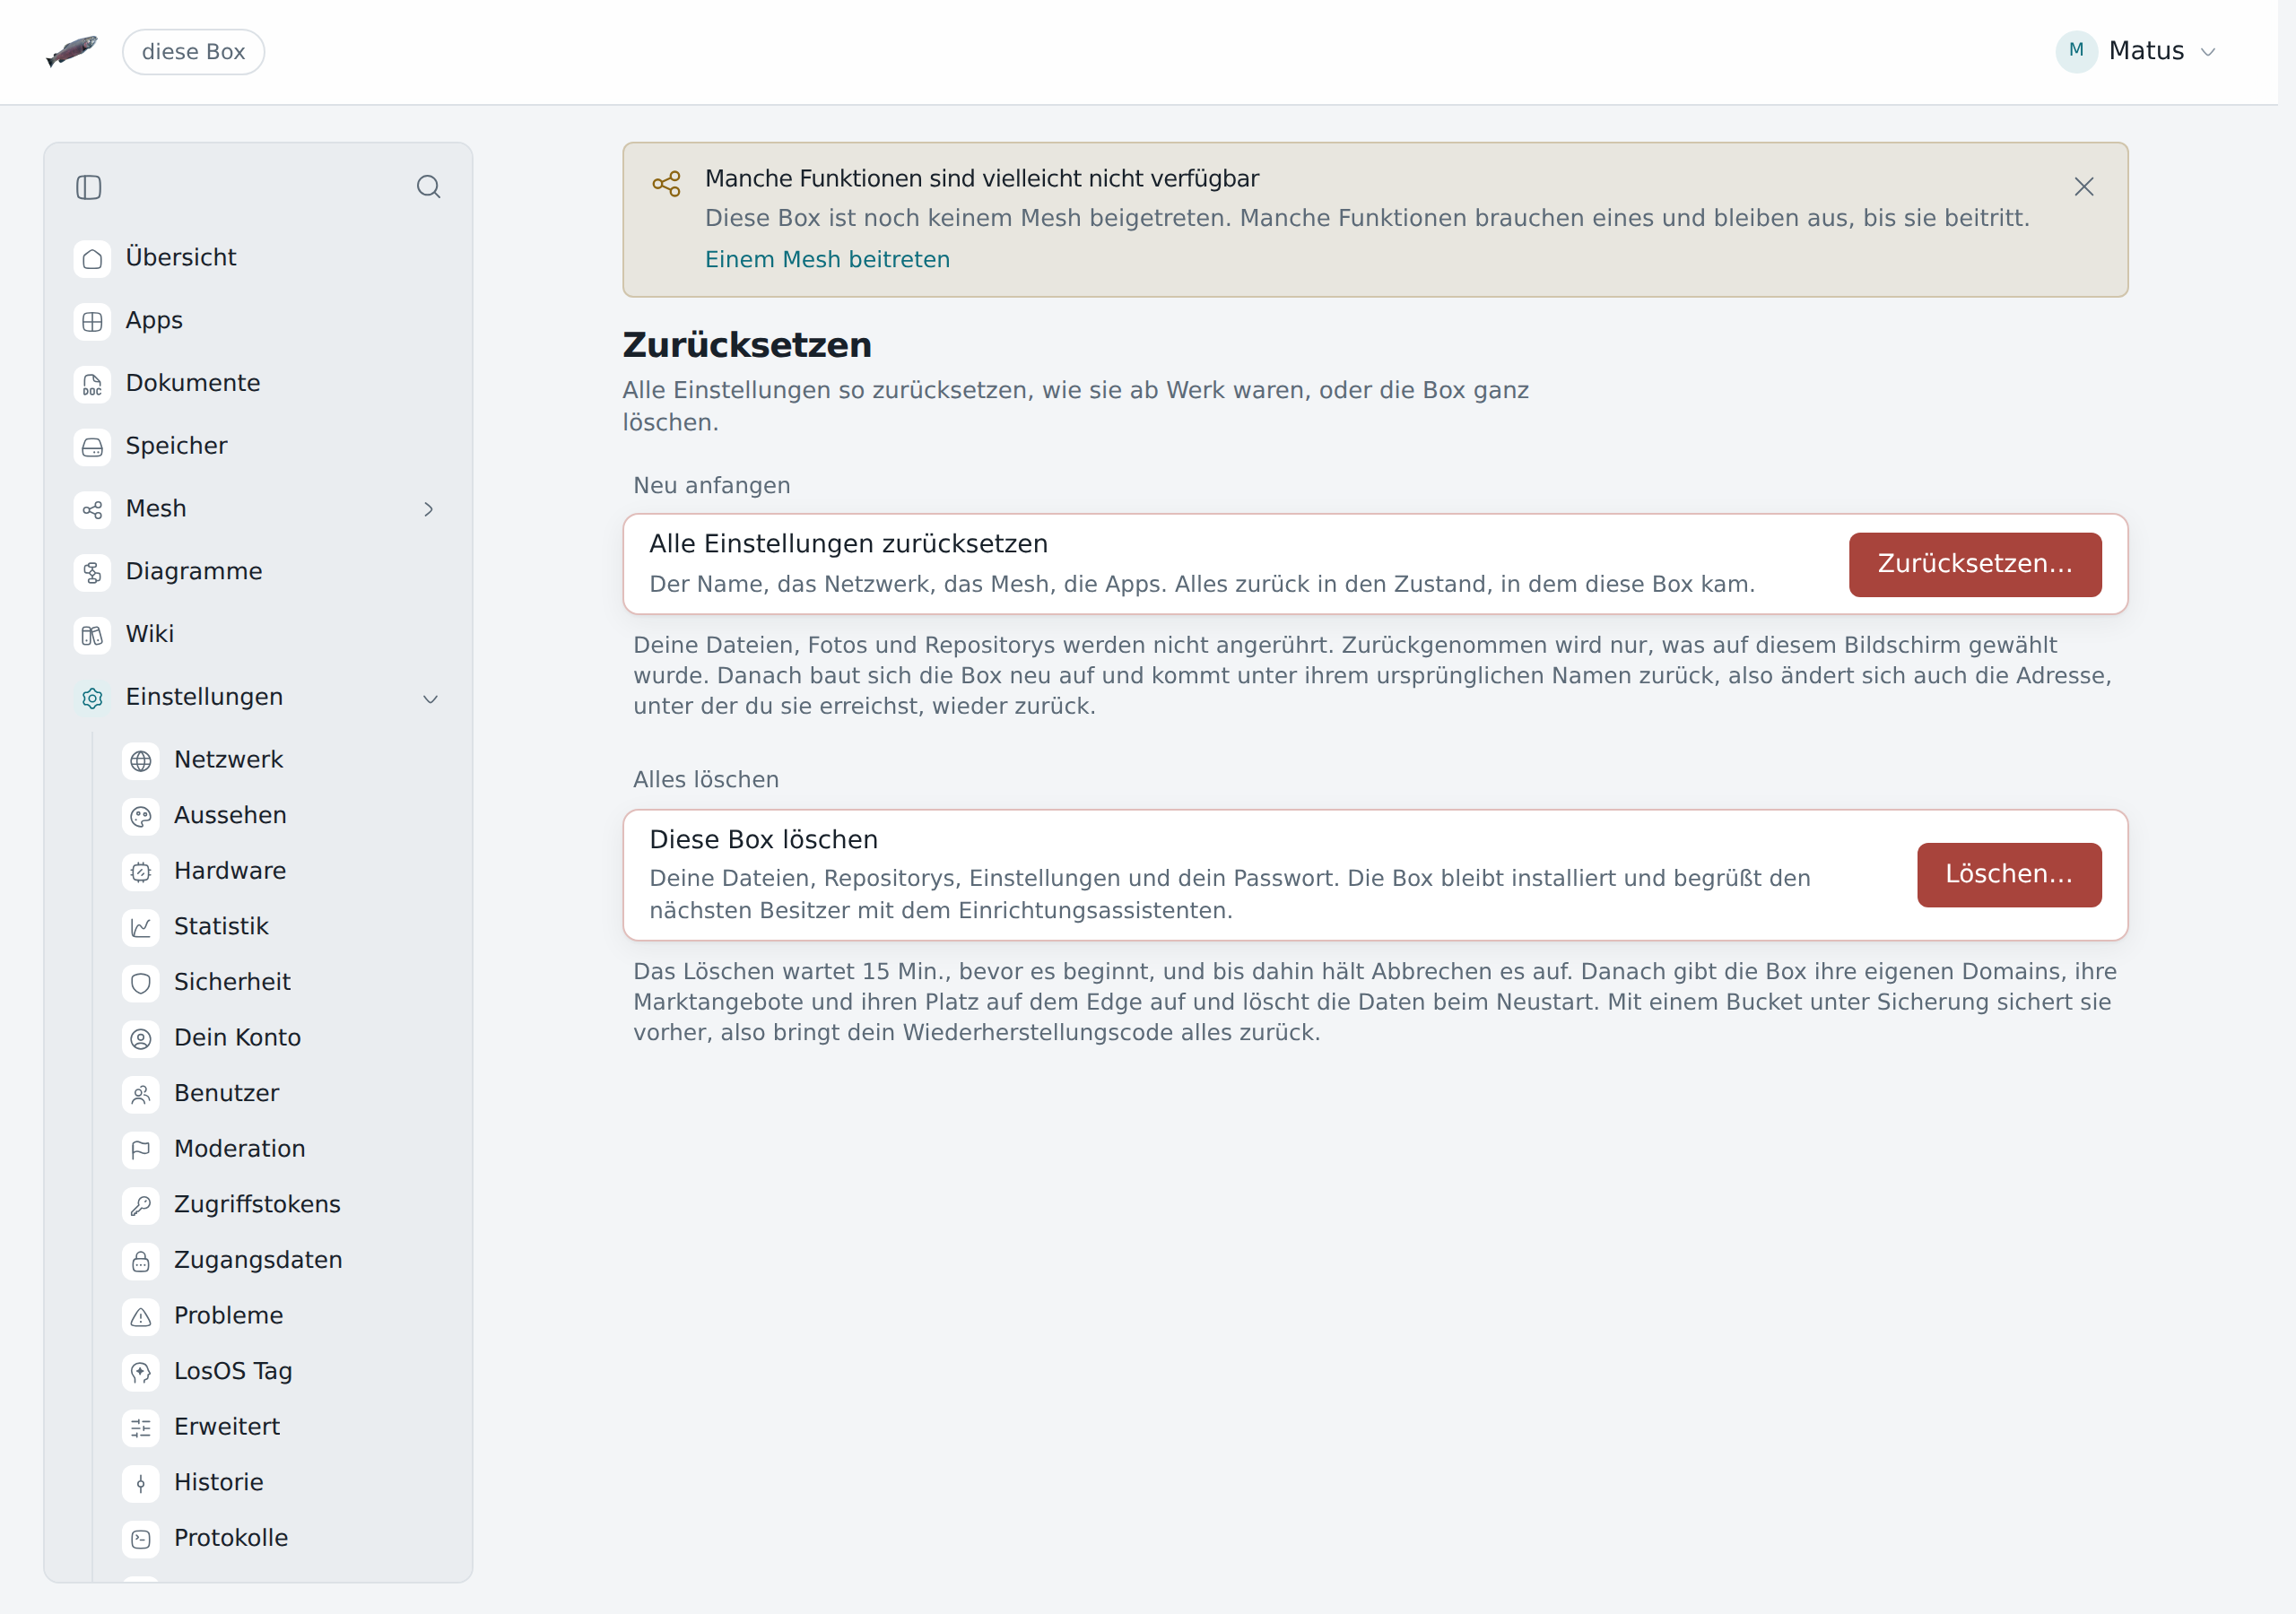 diese Box
M
Matus
Übersicht
Apps
Dokumente
Speicher
Mesh
Diagramme
Wiki
Einstellungen
Netzwerk
Aussehen
Hardware
Statistik
Sicherheit
Dein Konto
Benutzer
Moderation
Zugriffstokens
Zugangsdaten
Probleme
LosOS Tag
Erweitert
Historie
Protokolle
Manche Funktionen sind vielleicht nicht verfügbar
Diese Box ist noch keinem Mesh beigetreten. Manche Funktionen brauchen eines und bleiben aus, bis sie beitritt.
Einem Mesh beitreten
Zurücksetzen
Alle Einstellungen so zurücksetzen, wie sie ab Werk waren, oder die Box ganz
löschen.
Neu anfangen
Alle Einstellungen zurücksetzen
Der Name, das Netzwerk, das Mesh, die Apps. Alles zurück in den Zustand, in dem diese Box kam.
Zurücksetzen…
Deine Dateien, Fotos und Repositorys werden nicht angerührt. Zurückgenommen wird nur, was auf diesem Bildschirm gewählt
wurde. Danach baut sich die Box neu auf und kommt unter ihrem ursprünglichen Namen zurück, also ändert sich auch die Adresse,
unter der du sie erreichst, wieder zurück.
Alles löschen
Diese Box löschen
Deine Dateien, Repositorys, Einstellungen und dein Passwort. Die Box bleibt installiert und begrüßt den
nächsten Besitzer mit dem Einrichtungsassistenten.
Löschen…
Das Löschen wartet 15 Min., bevor es beginnt, und bis dahin hält Abbrechen es auf. Danach gibt die Box ihre eigenen Domains, ihre
Marktangebote und ihren Platz auf dem Edge auf und löscht die Daten beim Neustart. Mit einem Bucket unter Sicherung sichert sie
vorher, also bringt dein Wiederherstellungscode alles zurück.